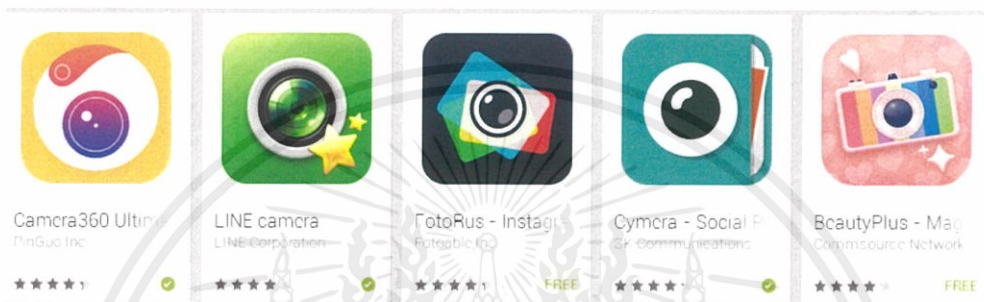 Camera360 Ultim
PinGuo Inc.
LINE camera
LINE Corporation
FotoRus - Instagr
Fotoable,Inc.
FREE
Cymera - Social P
SK Communications
BeautyPlus - Mag
Commsource Network
FREE